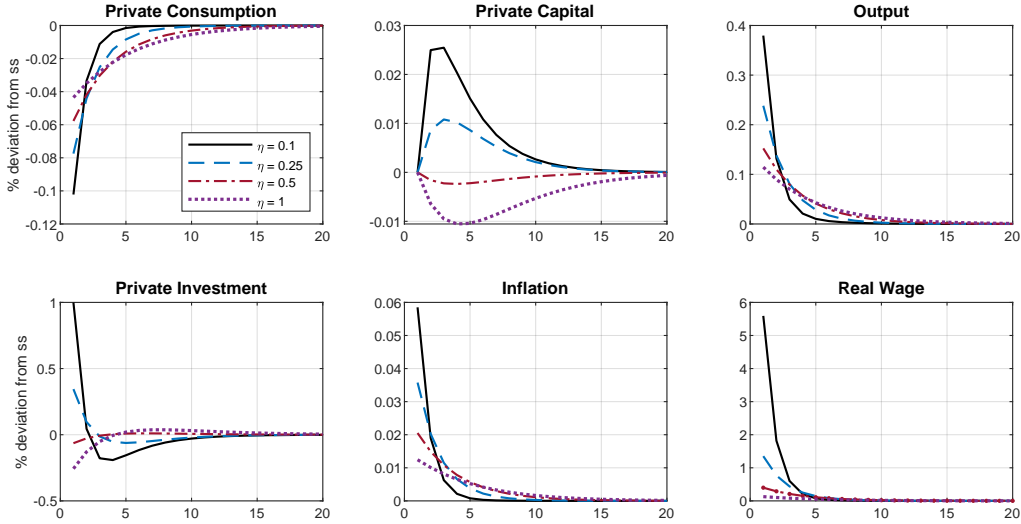 Private Consumption
% deviation from ss
0
-0.02
-0.04
-0.06
-0.08
-0.1
-0.12
0 5 10 15 20
η = 0.1
η = 0.25
η = 0.5
η = 1
Private Capital
0.03
0.02
0.01
0
-0.01
0 5 10 15 20
Output
0.4
0.3
0.2
0.1
0
0 5 10 15 20
Private Investment
% deviation from ss
1
0.5
0
-0.5
0 5 10 15 20
Inflation
0.06
0.05
0.04
0.03
0.02
0.01
0
0 5 10 15 20
Real Wage
6
5
4
3
2
1
0
0 5 10 15 20